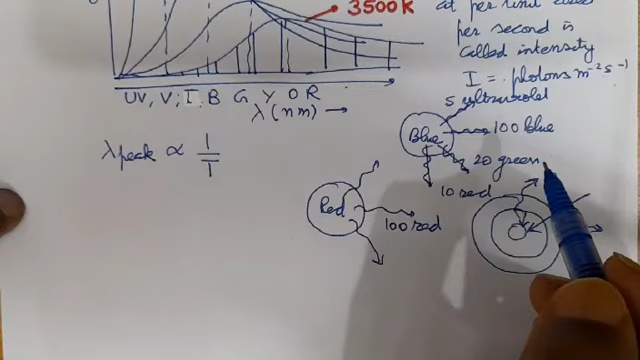 3500K
at per unit area
per second is
called intensity
I = photons m⁻² s⁻¹
UV, V, I, B G Y O R
λ (nm) →
5 ultraviolet
Blue
100 blue
20 green
10 red
λpeak ∝ 1/T
Red
100 red